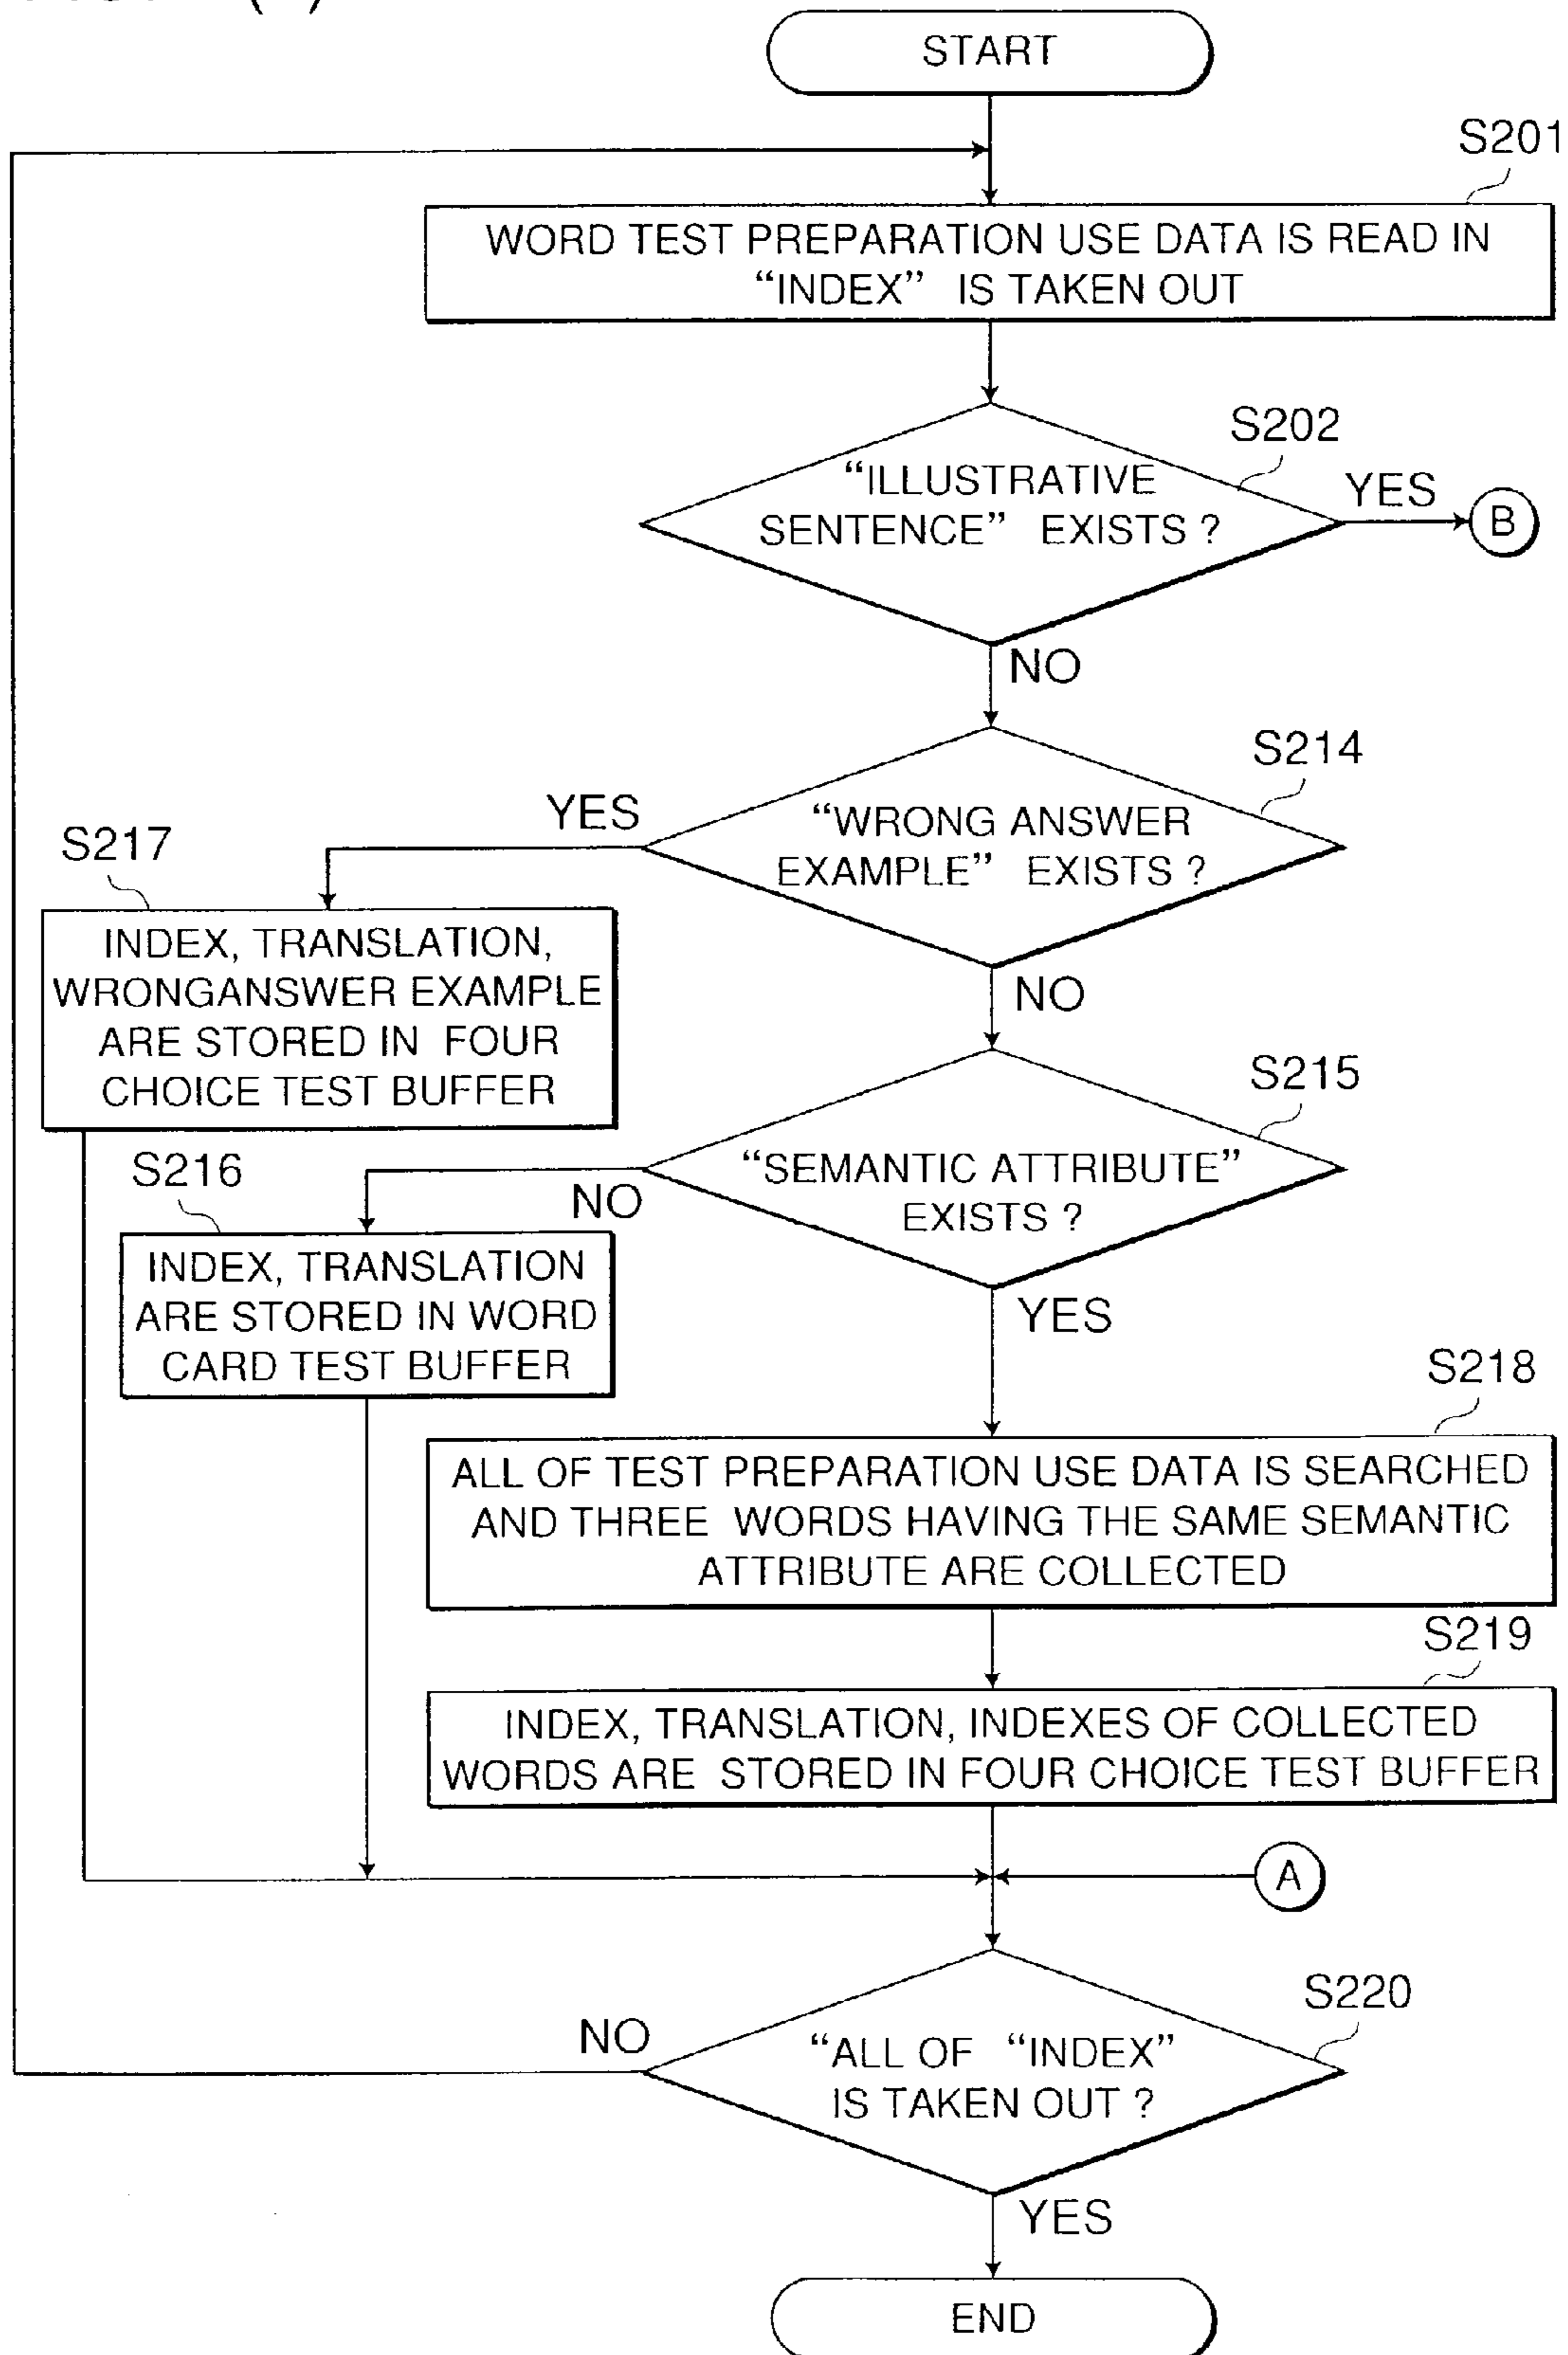 START
S201
WORD TEST PREPARATION USE DATA IS READ IN
“INDEX” IS TAKEN OUT
S202
“ILLUSTRATIVE
SENTENCE” EXISTS ?
YES
B
NO
S214
“WRONG ANSWER
EXAMPLE” EXISTS ?
YES
S217
INDEX, TRANSLATION,
WRONGANSWER EXAMPLE
ARE STORED IN FOUR
CHOICE TEST BUFFER
NO
S215
“SEMANTIC ATTRIBUTE”
EXISTS ?
NO
S216
INDEX, TRANSLATION
ARE STORED IN WORD
CARD TEST BUFFER
YES
S218
ALL OF TEST PREPARATION USE DATA IS SEARCHED
AND THREE WORDS HAVING THE SAME SEMANTIC
ATTRIBUTE ARE COLLECTED
S219
INDEX, TRANSLATION, INDEXES OF COLLECTED
WORDS ARE STORED IN FOUR CHOICE TEST BUFFER
A
S220
“ALL OF “INDEX”
IS TAKEN OUT ?
NO
YES
END